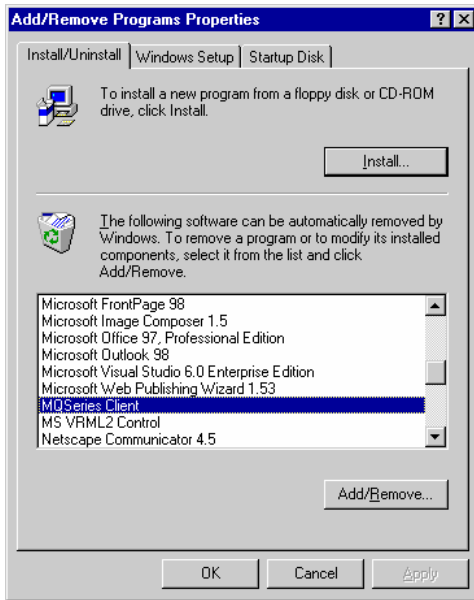 Add/Remove Programs Properties
Install/Uninstall Windows Setup Startup Disk
To install a new program from a floppy disk or CD-ROM
drive, click Install.
Install...
The following software can be automatically removed by
Windows. To remove a program or to modify its installed
components, select it from the list and click
Add/Remove.
Microsoft FrontPage 98
Microsoft Image Composer 1.5
Microsoft Office 97, Professional Edition
Microsoft Outlook 98
Microsoft Visual Studio 6.0 Enterprise Edition
Microsoft Web Publishing Wizard 1.53
MQSeries Client
MS VRML2 Control
Netscape Communicator 4.5
Add/Remove...
OK Cancel Apply